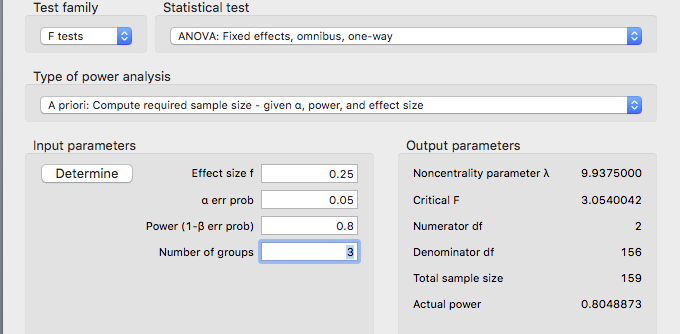 Test family Statistical test
F tests ANOVA: Fixed effects, omnibus, one-way
Type of power analysis
A priori: Compute required sample size - given α, power, and effect size
Input parameters Output parameters
Determine Effect size f 0.25 Noncentrality parameter λ 9.9375000
α err prob 0.05 Critical F 3.0540042
Power (1-β err prob) 0.8 Numerator df 2
Number of groups 3 Denominator df 156
Total sample size 159
Actual power 0.8048873